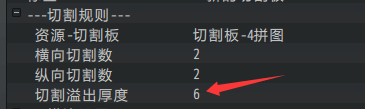 ---切割规则---
资源-切割板 切割板-4拼图
横向切割数 2
纵向切割数 2
切割溢出厚度 6